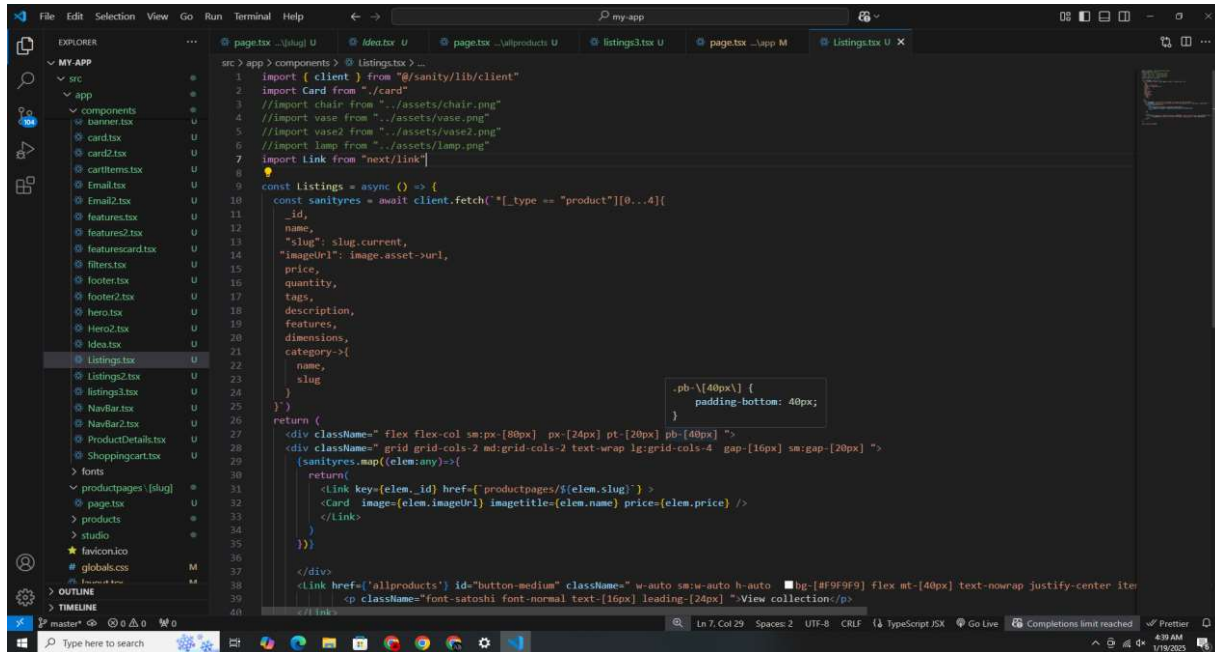 File Edit Selection View Go Run Terminal Help
my-app
EXPLORER
page.tsx ...\[slug] U
Idea.tsx U
page.tsx ...\allproducts U
listings3.tsx U
page.tsx ...\app M
Listings.tsx U
MY-APP
src
app
components
banner.tsx U
card.tsx U
card2.tsx U
cartItems.tsx U
Email.tsx U
Email2.tsx U
features.tsx U
features2.tsx U
featurescard.tsx U
filters.tsx U
footer.tsx U
footer2.tsx U
hero.tsx U
Hero2.tsx U
Idea.tsx U
Listings.tsx U
Listings2.tsx U
listings3.tsx U
NavBar.tsx U
NavBar2.tsx U
ProductDetails.tsx U
Shoppingcart.tsx U
fonts
productpages\[slug]
page.tsx U
products
studio
favicon.ico
globals.css M
layout.tsx M
OUTLINE
TIMELINE
104
src > app > components > Listings.tsx > ...
1 import { client } from "@/sanity/lib/client"
2 import Card from "./card"
3 //import chair from "../assets/chair.png"
4 //import vase from "../assets/vase.png"
5 //import vase2 from "../assets/vase2.png"
6 //import lamp from "../assets/lamp.png"
7 import Link from "next/link"
8
9 const Listings = async () => {
10 const sanityres = await client.fetch(`*[_type == "product"][0...4]{
11 _id,
12 name,
13 "slug": slug.current,
14 "imageUrl": image.asset->url,
15 price,
16 quantity,
17 tags,
18 description,
19 features,
20 dimensions,
21 category->{
22 name,
23 slug
24 }
25 }`)
26 return (
27 <div className=" flex flex-col sm:px-[80px] px-[24px] pt-[20px] pb-[40px] ">
28 <div className=" grid grid-cols-2 md:grid-cols-2 text-wrap lg:grid-cols-4 gap-[16px] sm:gap-[20px] ">
29 {sanityres.map((elem:any)=>{
30 return(
31 <Link key={elem._id} href={`productpages/${elem.slug}`} >
32 <Card image={elem.imageUrl} imagetitle={elem.name} price={elem.price} />
33 </Link>
34 )
35 })}
36
37 </div>
38 <Link href={'allproducts'} id="button-medium" className=" w-auto sm:w-auto h-auto bg-[#F9F9F9] flex mt-[40px] text-nowrap justify-center ite
39 <p className="font-satoshi font-normal text-[16px] leading-[24px] ">View collection</p>
40 </Link>
.pb-\[40px\] {
padding-bottom: 40px;
}
master* 0 0 0 Ln 7, Col 29 Spaces: 2 UTF-8 CRLF TypeScript JSX Go Live Completions limit reached Prettier
Type here to search
4:39 AM
1/19/2025